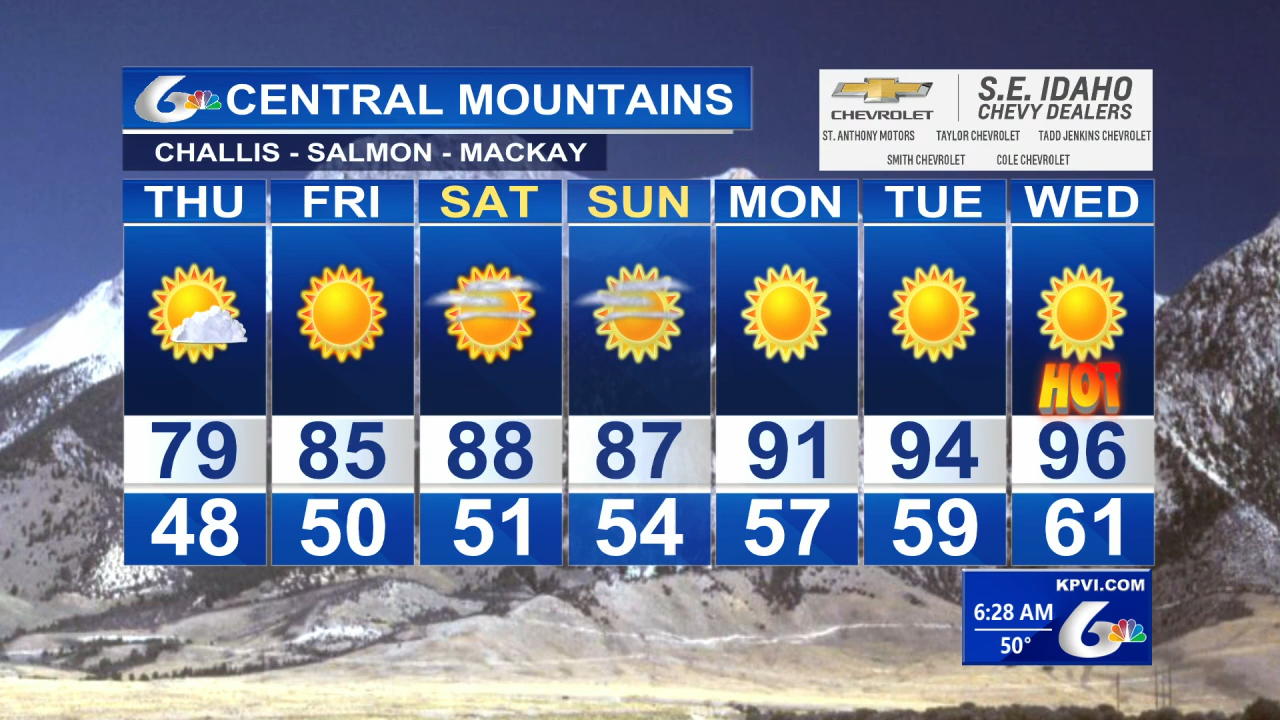 6 CENTRAL MOUNTAINS
CHALLIS - SALMON - MACKAY
CHEVROLET
S.E. IDAHO
CHEVY DEALERS
ST. ANTHONY MOTORS TAYLOR CHEVROLET TADD JENKINS CHEVROLET
SMITH CHEVROLET COLE CHEVROLET
THU FRI SAT SUN MON TUE WED
HOT
79 85 88 87 91 94 96
48 50 51 54 57 59 61
KPVI.COM
6:28 AM
50°
6